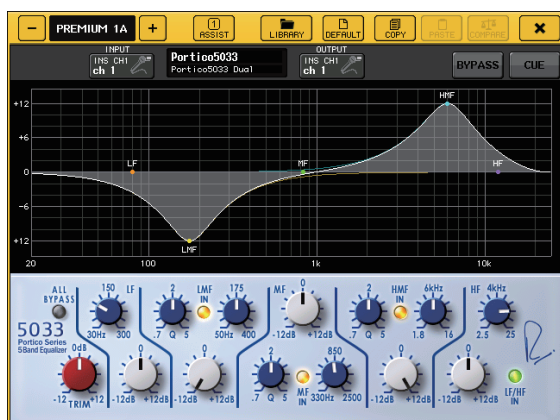 PREMIUM 1A
1
ASSIST
LIBRARY
DEFAULT
COPY
PASTE
COMPARE
INPUT
INS CH1
ch 1
Portico5033
Portico5033 Dual
OUTPUT
INS CH1
ch 1
BYPASS
CUE
+12
+6
0
-6
+12
LF
LMF
MF
HMF
HF
20
100
1k
10k
ALL BYPASS
5033
Portico Series
5Band Equalizer
150
LF
30Hz 300
2
.7 Q 5
LMF IN
175
50Hz 400
MF
0
-12dB +12dB
2
.7 Q 5
HMF IN
6kHz
1.8 16
HF
4kHz
2.5 25
0dB
-12 +12
TRIM
0
-12dB +12dB
0
-12dB +12dB
2
.7 Q 5
MF IN
850
330Hz 2500
0
-12dB +12dB
0
-12dB +12dB
LF/HF IN